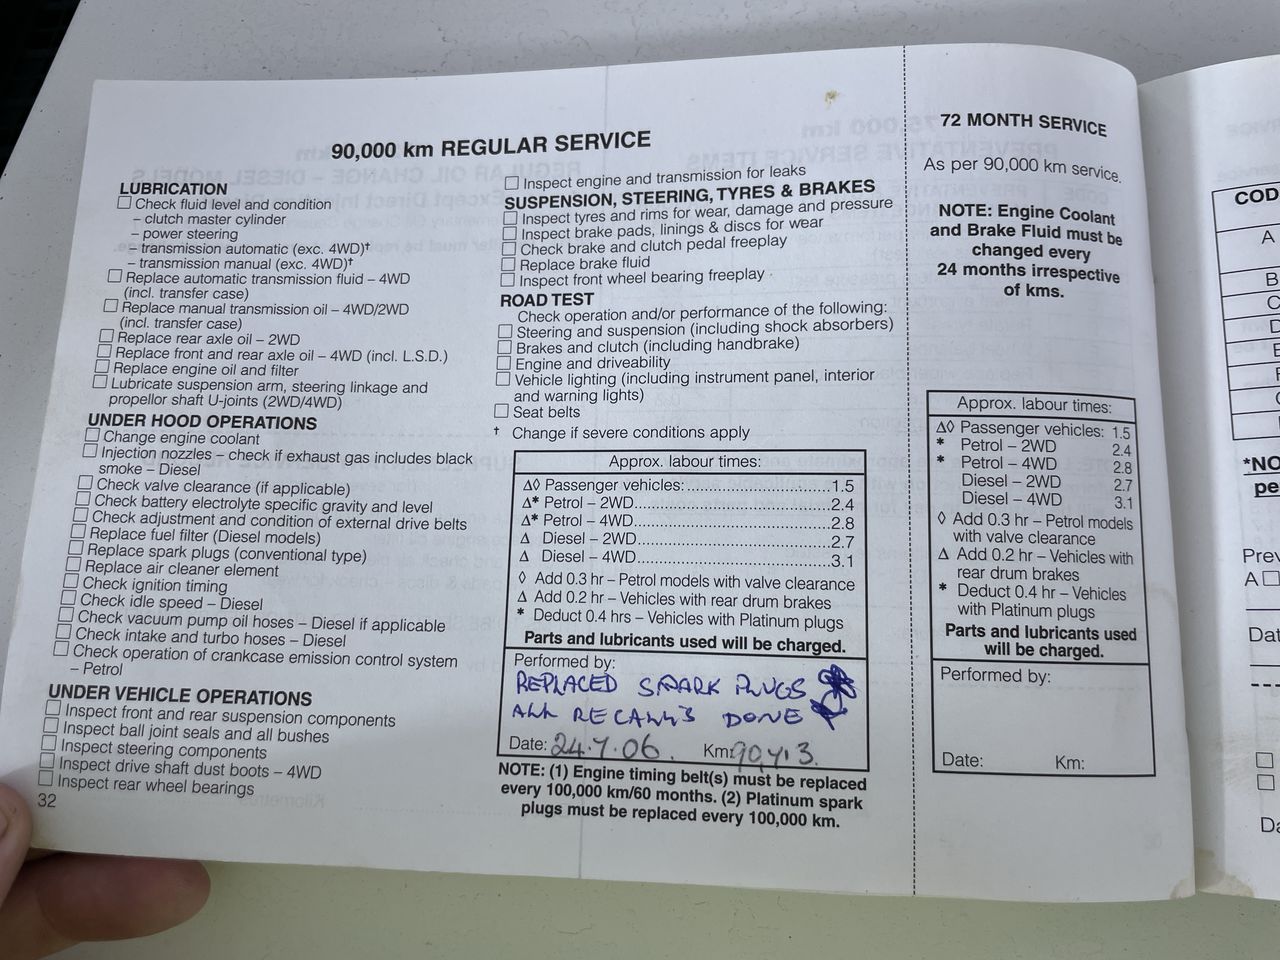 90,000 km REGULAR SERVICE
LUBRICATION
Check fluid level and condition
– clutch master cylinder
– power steering
– transmission automatic (exc. 4WD)†
– transmission manual (exc. 4WD)†
Replace automatic transmission fluid – 4WD
(incl. transfer case)
Replace manual transmission oil – 4WD/2WD
(incl. transfer case)
Replace rear axle oil – 2WD
Replace front and rear axle oil – 4WD (incl. L.S.D.)
Replace engine oil and filter
Lubricate suspension arm, steering linkage and
propellor shaft U-joints (2WD/4WD)
UNDER HOOD OPERATIONS
Change engine coolant
Injection nozzles – check if exhaust gas includes black
smoke – Diesel
Check valve clearance (if applicable)
Check battery electrolyte specific gravity and level
Check adjustment and condition of external drive belts
Replace fuel filter (Diesel models)
Replace spark plugs (conventional type)
Replace air cleaner element
Check ignition timing
Check idle speed – Diesel
Check vacuum pump oil hoses – Diesel if applicable
Check intake and turbo hoses – Diesel
Check operation of crankcase emission control system
– Petrol
UNDER VEHICLE OPERATIONS
Inspect front and rear suspension components
Inspect ball joint seals and all bushes
Inspect steering components
Inspect drive shaft dust boots – 4WD
Inspect rear wheel bearings
32
Inspect engine and transmission for leaks
SUSPENSION, STEERING, TYRES & BRAKES
Inspect tyres and rims for wear, damage and pressure
Inspect brake pads, linings & discs for wear
Check brake and clutch pedal freeplay
Replace brake fluid
Inspect front wheel bearing freeplay
ROAD TEST
Check operation and/or performance of the following:
Steering and suspension (including shock absorbers)
Brakes and clutch (including handbrake)
Engine and driveability
Vehicle lighting (including instrument panel, interior
and warning lights)
Seat belts
† Change if severe conditions apply
Approx. labour times:
Δ◊ Passenger vehicles:..............................1.5
Δ* Petrol – 2WD..........................................2.4
Δ* Petrol – 4WD..........................................2.8
Δ Diesel – 2WD..........................................2.7
Δ Diesel – 4WD..........................................3.1
◊ Add 0.3 hr – Petrol models with valve clearance
Δ Add 0.2 hr – Vehicles with rear drum brakes
* Deduct 0.4 hrs – Vehicles with Platinum plugs
Parts and lubricants used will be charged.
Performed by:
REPLACED SPARK PLUGS
ALL RECALL'S DONE
Date: 24.7.06. Km:
NOTE: (1) Engine timing belt(s) must be replaced
every 100,000 km/60 months. (2) Platinum spark
plugs must be replaced every 100,000 km.
72 MONTH SERVICE
As per 90,000 km service.
NOTE: Engine Coolant
and Brake Fluid must be
changed every
24 months irrespective
of kms.
Approx. labour times:
Δ◊ Passenger vehicles: 1.5
* Petrol – 2WD 2.4
* Petrol – 4WD 2.8
Diesel – 2WD 2.7
Diesel – 4WD 3.1
◊ Add 0.3 hr – Petrol models
with valve clearance
Δ Add 0.2 hr – Vehicles with
rear drum brakes
* Deduct 0.4 hr – Vehicles
with Platinum plugs
Parts and lubricants used
will be charged.
Performed by:
Date: Km:
COD
A
B
*NO
pe
Prev
A
Dat